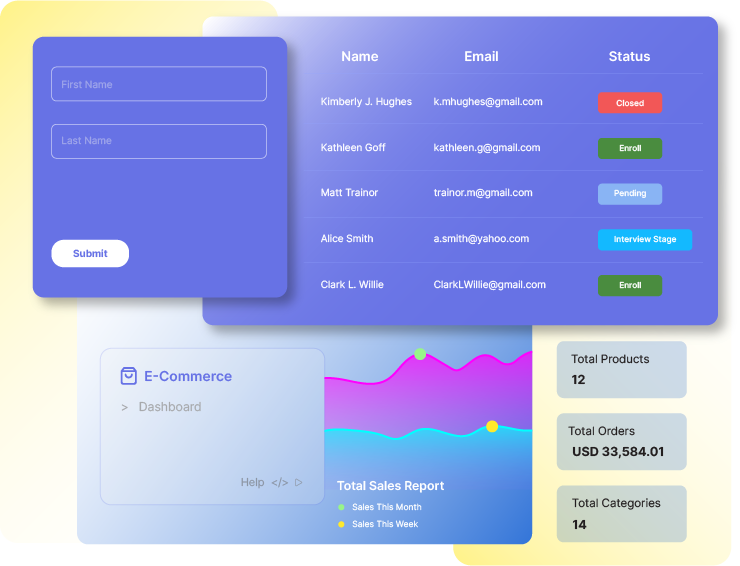 First Name
Last Name
Submit
Name Email Status
Kimberly J. Hughes k.mhughes@gmail.com Closed
Kathleen Goff kathleen.g@gmail.com Enroll
Matt Trainor trainor.m@gmail.com Pending
Alice Smith a.smith@yahoo.com Interview Stage
Clark L. Willie ClarkLWillie@gmail.com Enroll
E-Commerce
> Dashboard
Help </>
Total Sales Report
Sales This Month
Sales This Week
Total Products
12
Total Orders
USD 33,584.01
Total Categories
14